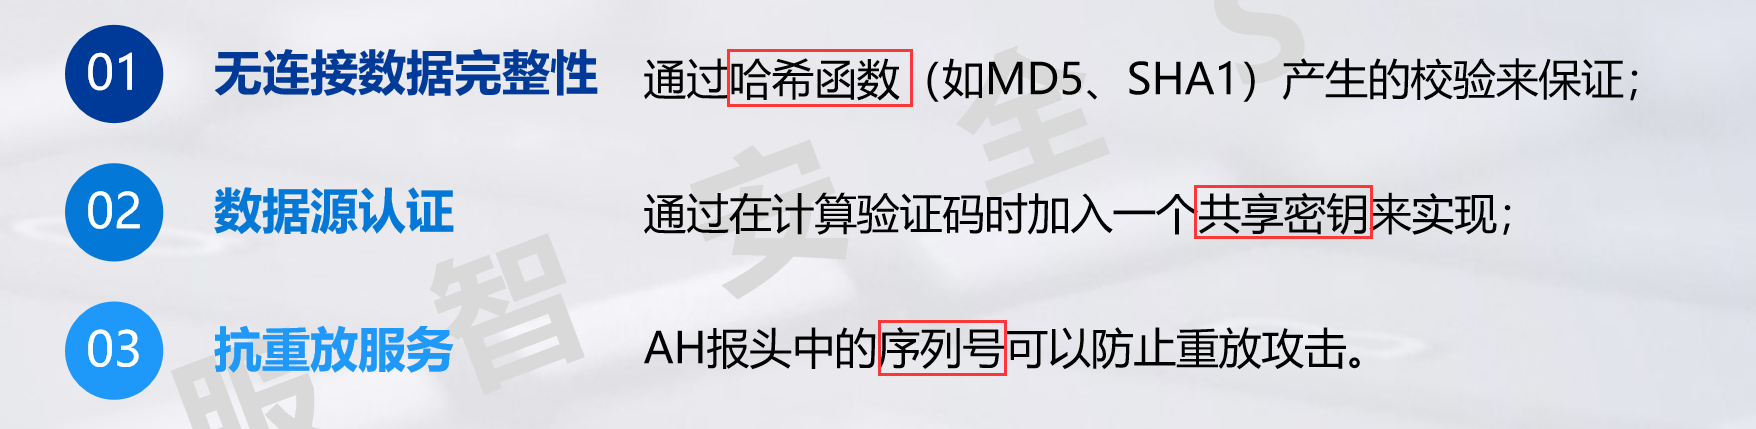 01 无连接数据完整性 通过哈希函数（如MD5、SHA1）产生的校验来保证；
02 数据源认证 通过在计算验证码时加入一个共享密钥来实现；
03 抗重放服务 AH报头中的序列号可以防止重放攻击。
服智安全S